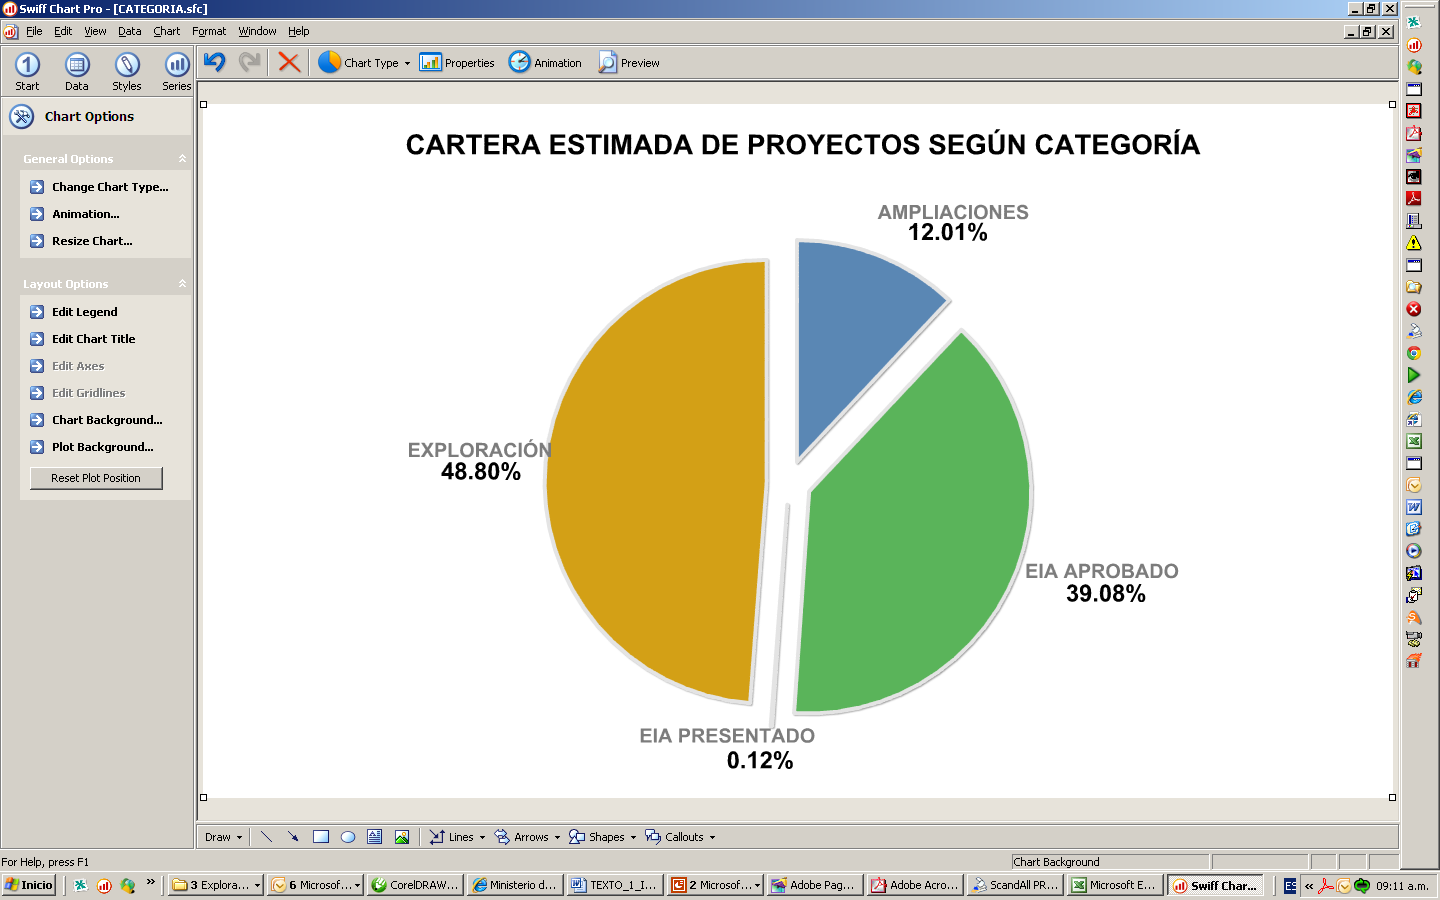 Swiff Chart Pro - [CATEGORIA.sfc]
File Edit View Data Chart Format Window Help
Start Data Styles Series
Chart Type Properties Animation Preview
Chart Options
General Options
Change Chart Type...
Animation...
Resize Chart...
Layout Options
Edit Legend
Edit Chart Title
Edit Axes
Edit Gridlines
Chart Background...
Plot Background...
Reset Plot Position
CARTERA ESTIMADA DE PROYECTOS SEGÚN CATEGORÍA
AMPLIACIONES
12.01%
EXPLORACIÓN
48.80%
EIA APROBADO
39.08%
EIA PRESENTADO
0.12%
Draw Lines Arrows Shapes Callouts
For Help, press F1
Chart Background
Inicio
3 Explora...
6 Microsof...
CorelDRAW...
Ministerio d...
TEXTO_1_I...
2 Microsof...
Adobe Pag...
Adobe Acro...
ScandAll PR...
Microsoft E...
Swiff Char...
ES
09:11 a.m.